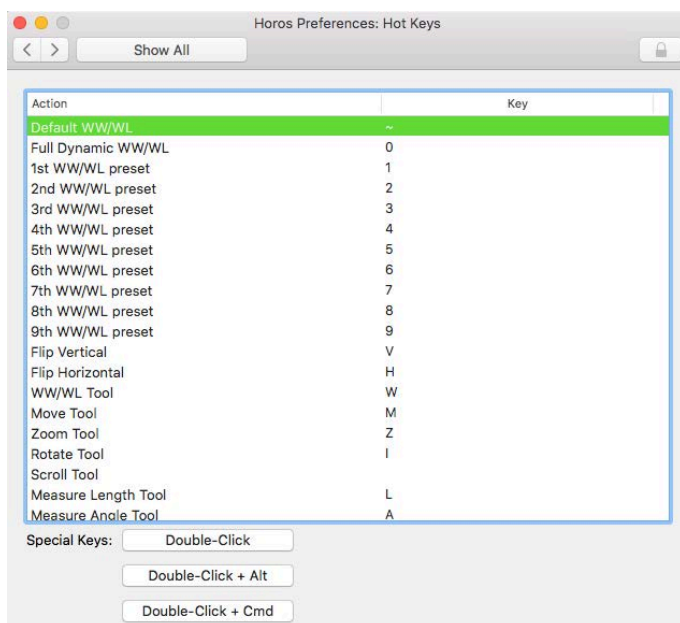 Horos Preferences: Hot Keys
< > Show All
Action Key
Default WW/WL ~
Full Dynamic WW/WL 0
1st WW/WL preset 1
2nd WW/WL preset 2
3rd WW/WL preset 3
4th WW/WL preset 4
5th WW/WL preset 5
6th WW/WL preset 6
7th WW/WL preset 7
8th WW/WL preset 8
9th WW/WL preset 9
Flip Vertical V
Flip Horizontal H
WW/WL Tool W
Move Tool M
Zoom Tool Z
Rotate Tool I
Scroll Tool
Measure Length Tool L
Measure Angle Tool A
Special Keys: Double-Click
Double-Click + Alt
Double-Click + Cmd